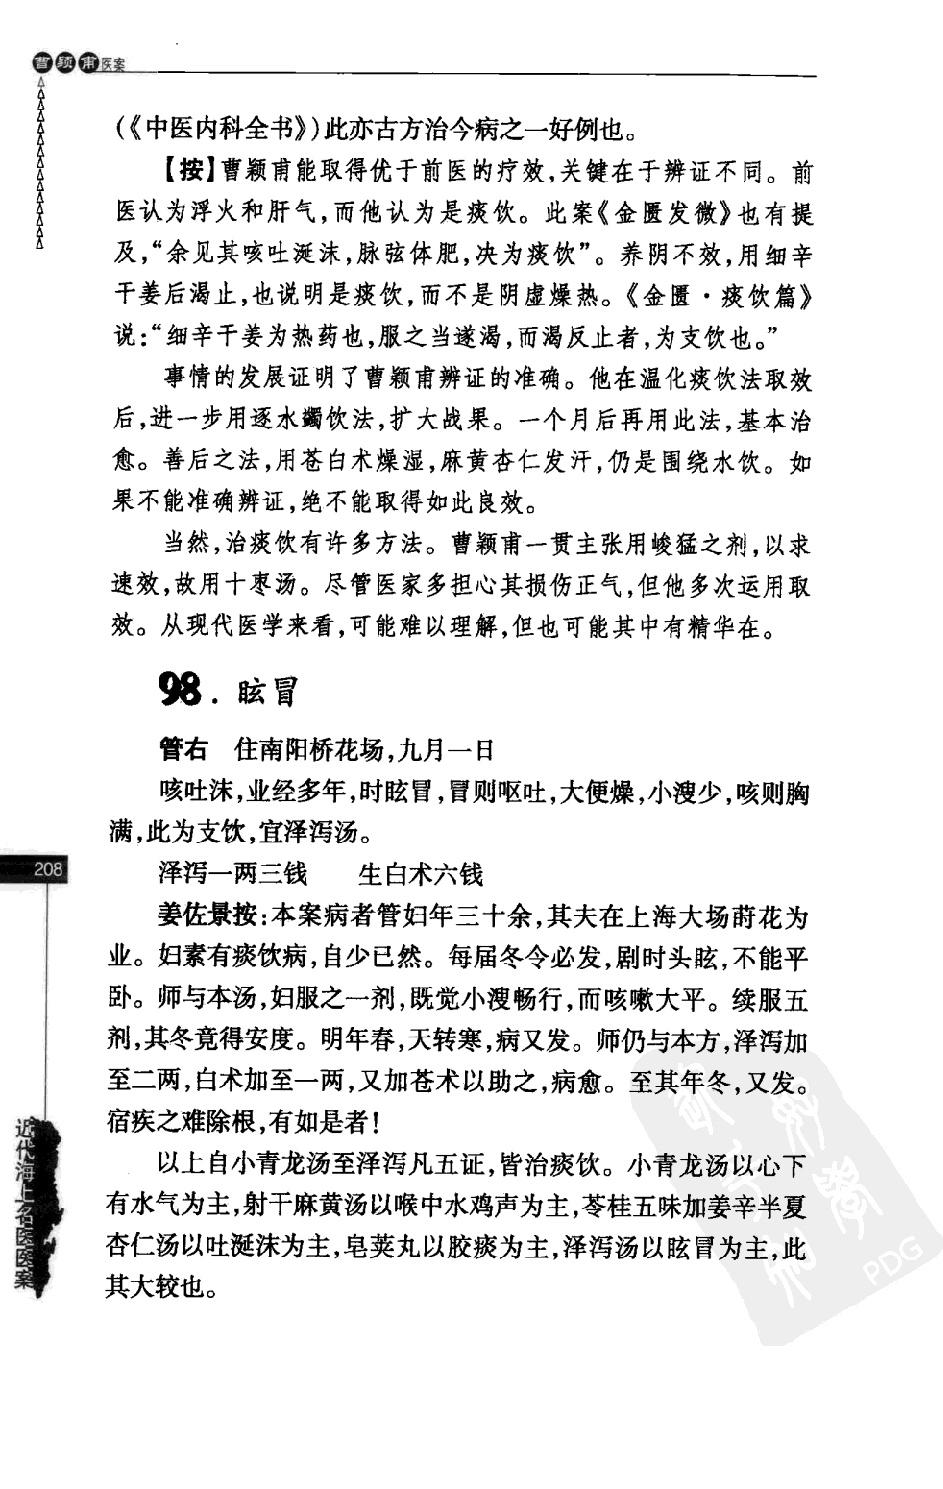 曹颖甫医案
(《中医内科全书》)此亦古方治今病之一好例也。
【按】曹颖甫能取得优于前医的疗效,关键在于辨证不同。前
医认为浮火和肝气,而他认为是痰饮。此案《金匮发微》也有提
及,“余见其咳吐涎沫,脉弦体肥,决为痰饮”。养阴不效,用细辛
干姜后渴止,也说明是痰饮,而不是阴虚燥热。《金匮·痰饮篇》
说:“细辛干姜为热药也,服之当遂渴,而渴反止者,为支饮也。”
事情的发展证明了曹颖甫辨证的准确。他在温化痰饮法取效
后,进一步用逐水蠲饮法,扩大战果。一个月后再用此法,基本治
愈。善后之法,用苍白术燥湿,麻黄杏仁发汗,仍是围绕水饮。如
果不能准确辨证,绝不能取得如此良效。
当然,治痰饮有许多方法。曹颖甫一贯主张用峻猛之剂,以求
速效,故用十枣汤。尽管医家多担心其损伤正气,但他多次运用取
效。从现代医学来看,可能难以理解,但也可能其中有精华在。
98. 眩冒
管右 住南阳桥花场,九月一日
咳吐沫,业经多年,时眩冒,冒则呕吐,大便燥,小溲少,咳则胸
满,此为支饮,宜泽泻汤。
泽泻一两三钱 生白术六钱
姜佐景按:本案病者管妇年三十余,其夫在上海大场莳花为
业。妇素有痰饮病,自少已然。每届冬令必发,剧时头眩,不能平
卧。师与本汤,妇服之一剂,既觉小溲畅行,而咳嗽大平。续服五
剂,其冬竟得安度。明年春,天转寒,病又发。师仍与本方,泽泻加
至二两,白术加至一两,又加苍术以助之,病愈。至其年冬,又发。
宿疾之难除根,有如是者!
以上自小青龙汤至泽泻凡五证,皆治痰饮。小青龙汤以心下
有水气为主,射干麻黄汤以喉中水鸡声为主,苓桂五味加姜辛半夏
杏仁汤以吐涎沫为主,皂荚丸以胶痰为主,泽泻汤以眩冒为主,此
其大较也。
208
近代海上名医医案
PDG